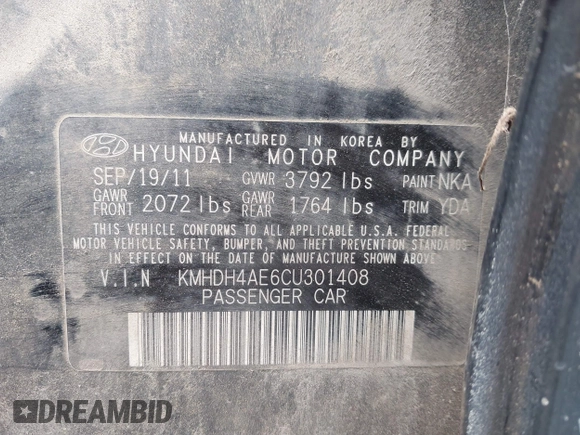 MANUFACTURED IN KOREA BY
HYUNDAI MOTOR COMPANY
SEP/19/11 GVWR 3792 lbs PAINT NKA
GAWR FRONT 2072 lbs GAWR REAR 1764 lbs TRIM YDA
THIS VEHICLE CONFORMS TO ALL APPLICABLE U.S.A. FEDERAL
MOTOR VEHICLE SAFETY, BUMPER, AND THEFT PREVENTION STANDARDS
IN EFFECT ON THE DATE OF MANUFACTURE SHOWN ABOVE
V.I.N KMHDH4AE6CU301408
PASSENGER CAR
DREAMBID